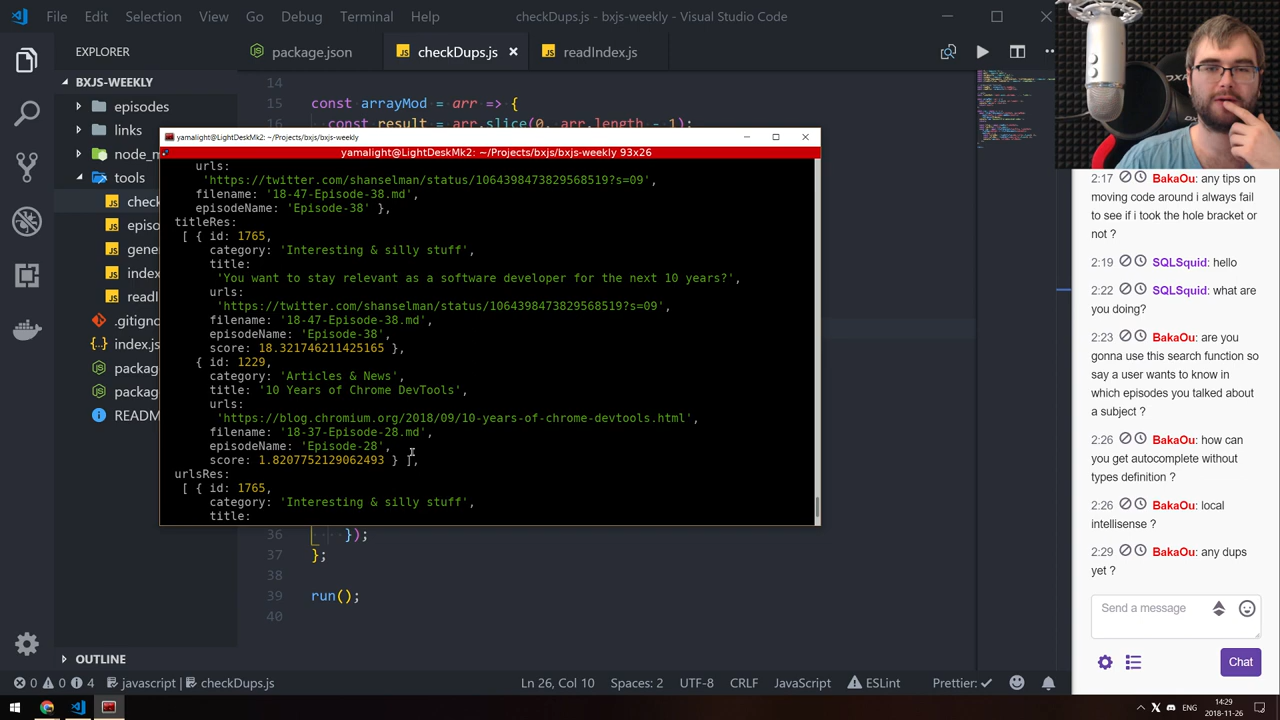 File Edit Selection View Go Debug Terminal Help checkDups.js - bxjs-weekly - Visual Studio Code
EXPLORER
BXJS-WEEKLY
episodes
links
node_m
tools
check
episo
gene
index
readI
.gitign
index.js
packag
packag
READM
OUTLINE
package.json
checkDups.js
readIndex.js
14
15 const arrayMod = arr => {
const result = arr.slice(0, arr.length - 1);
yamalight@LightDeskMk2: ~/Projects/bxjs/bxjs-weekly
yamalight@LightDeskMk2: ~/Projects/bxjs/bxjs-weekly 93x26
urls:
'https://twitter.com/shanselman/status/1064398473829568519?s=09',
filename: '18-47-Episode-38.md',
episodeName: 'Episode-38' },
titleRes:
[ { id: 1765,
category: 'Interesting & silly stuff',
title:
'You want to stay relevant as a software developer for the next 10 years?',
urls:
'https://twitter.com/shanselman/status/1064398473829568519?s=09',
filename: '18-47-Episode-38.md',
episodeName: 'Episode-38',
score: 18.321746211425165 },
{ id: 1229,
category: 'Articles & News',
title: '10 Years of Chrome DevTools',
urls:
'https://blog.chromium.org/2018/09/10-years-of-chrome-devtools.html',
filename: '18-37-Episode-28.md',
episodeName: 'Episode-28',
score: 1.8207752129062493 } ],
urlsRes:
[ { id: 1765,
category: 'Interesting & silly stuff',
title:
36 });
37 };
38
39 run();
40
2:17 BakaOu: any tips on
moving code around i always fail
to see if i took the hole bracket or
not ?
2:19 SQLSquid: hello
2:22 SQLSquid: what are
you doing?
2:23 BakaOu: are you
gonna use this search function so
say a user wants to know in
which episodes you talked about
a subject ?
2:26 BakaOu: how can
you get autocomplete without
types definition ?
2:26 BakaOu: local
intellisense ?
2:29 BakaOu: any dups
yet ?
Send a message
Chat
0 0 4 javascript checkDups.js Ln 26, Col 10 Spaces: 2 UTF-8 CRLF JavaScript ESLint Prettier:
ENG
14:29
2018-11-26